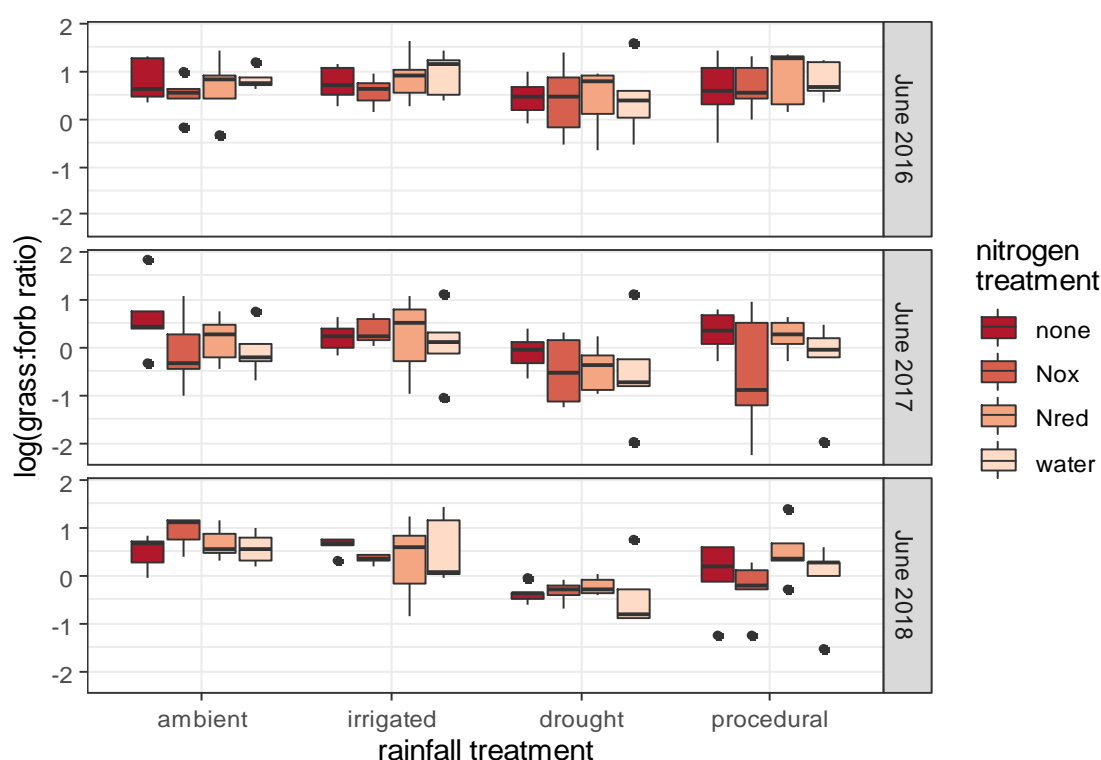 2
1
0
-1
-2
June 2016
2
1
0
-1
-2
June 2017
2
1
0
-1
-2
June 2018
log(grass:forb ratio)
ambient irrigated drought procedural
rainfall treatment
nitrogen
treatment
none
Nox
Nred
water